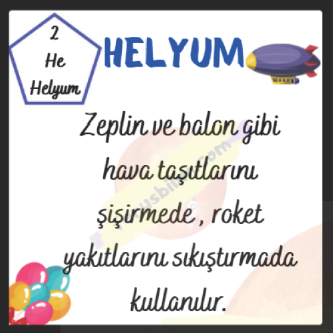 2
He
Helyum
HELYUM
Zeplin ve balon gibi
hava taşıtlarını
şişirmede, roket
yakıtlarını sıkıştırmada
kullanılır.